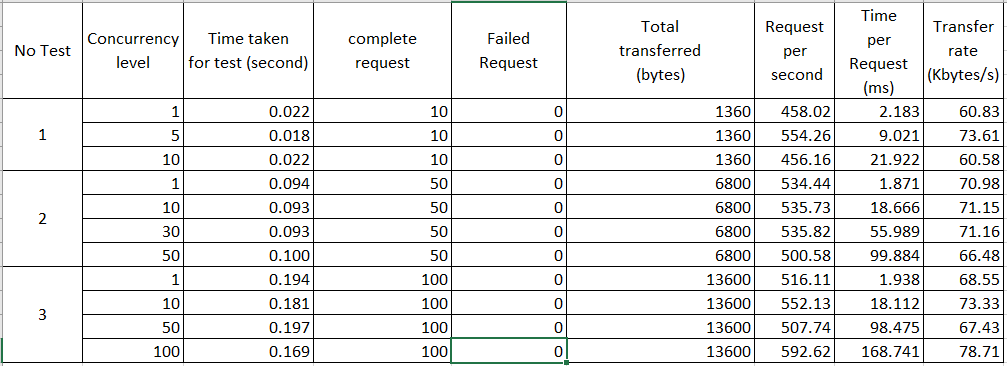 No Test Concurrency level Time taken for test (second) complete request Failed Request Total transferred (bytes) Request per second Time per Request (ms) Transfer rate (Kbytes/s)
1 1 0.022 10 0 1360 458.02 2.183 60.83
5 0.018 10 0 1360 554.26 9.021 73.61
10 0.022 10 0 1360 456.16 21.922 60.58
2 1 0.094 50 0 6800 534.44 1.871 70.98
10 0.093 50 0 6800 535.73 18.666 71.15
30 0.093 50 0 6800 535.82 55.989 71.16
50 0.100 50 0 6800 500.58 99.884 66.48
3 1 0.194 100 0 13600 516.11 1.938 68.55
10 0.181 100 0 13600 552.13 18.112 73.33
50 0.197 100 0 13600 507.74 98.475 67.43
100 0.169 100 0 13600 592.62 168.741 78.71